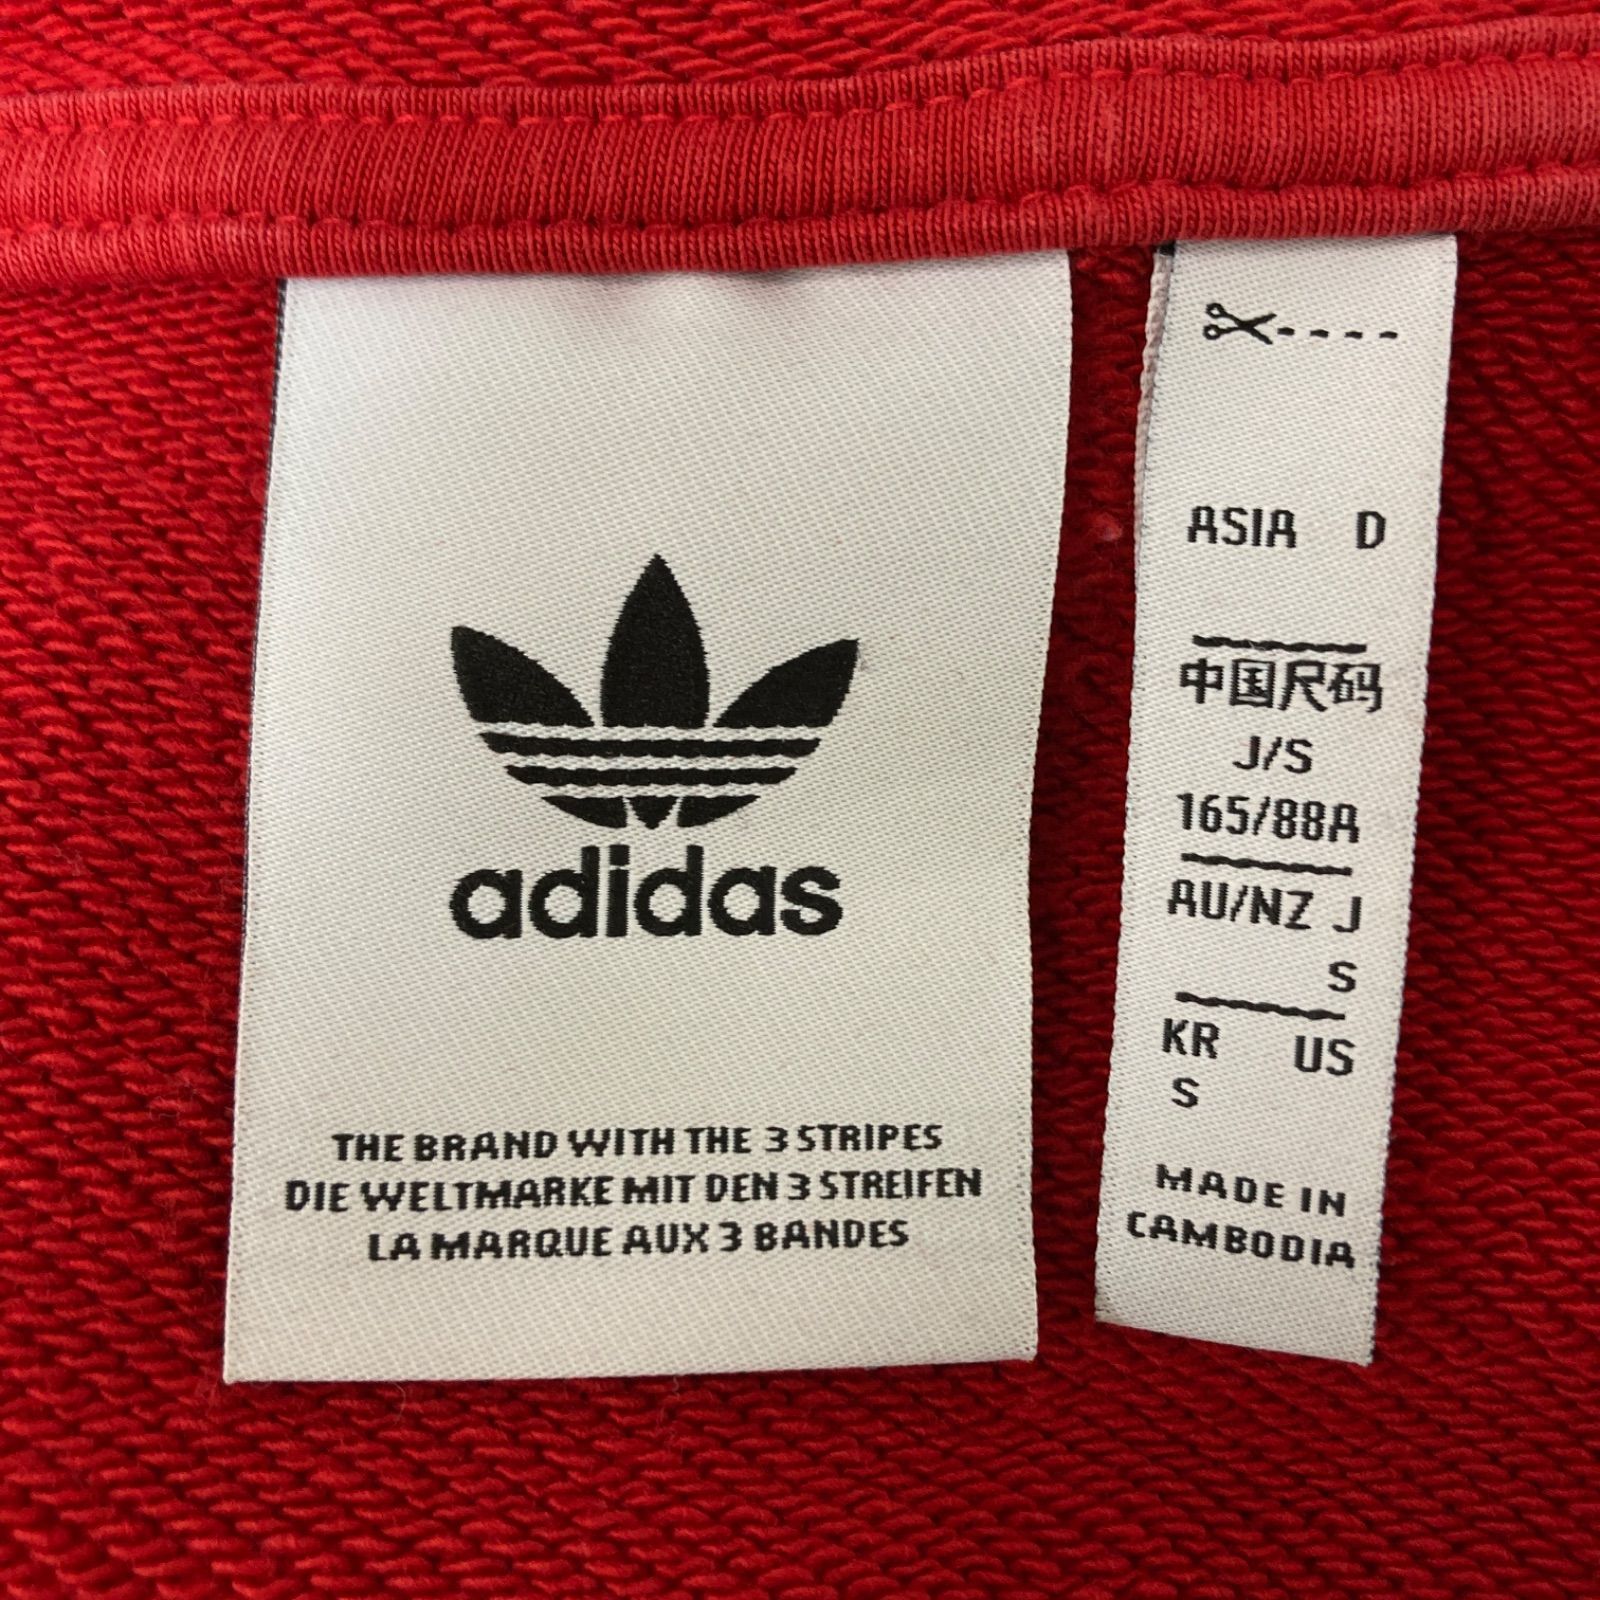 adidas
THE BRAND WITH THE 3 STRIPES
DIE WELTMARKE MIT DEN 3 STREIFEN
LA MARQUE AUX 3 BANDES
ASIA D
中国尺码
J/S
165/88A
AU/NZ J
S
KR US
S
MADE IN
CAMBODIA